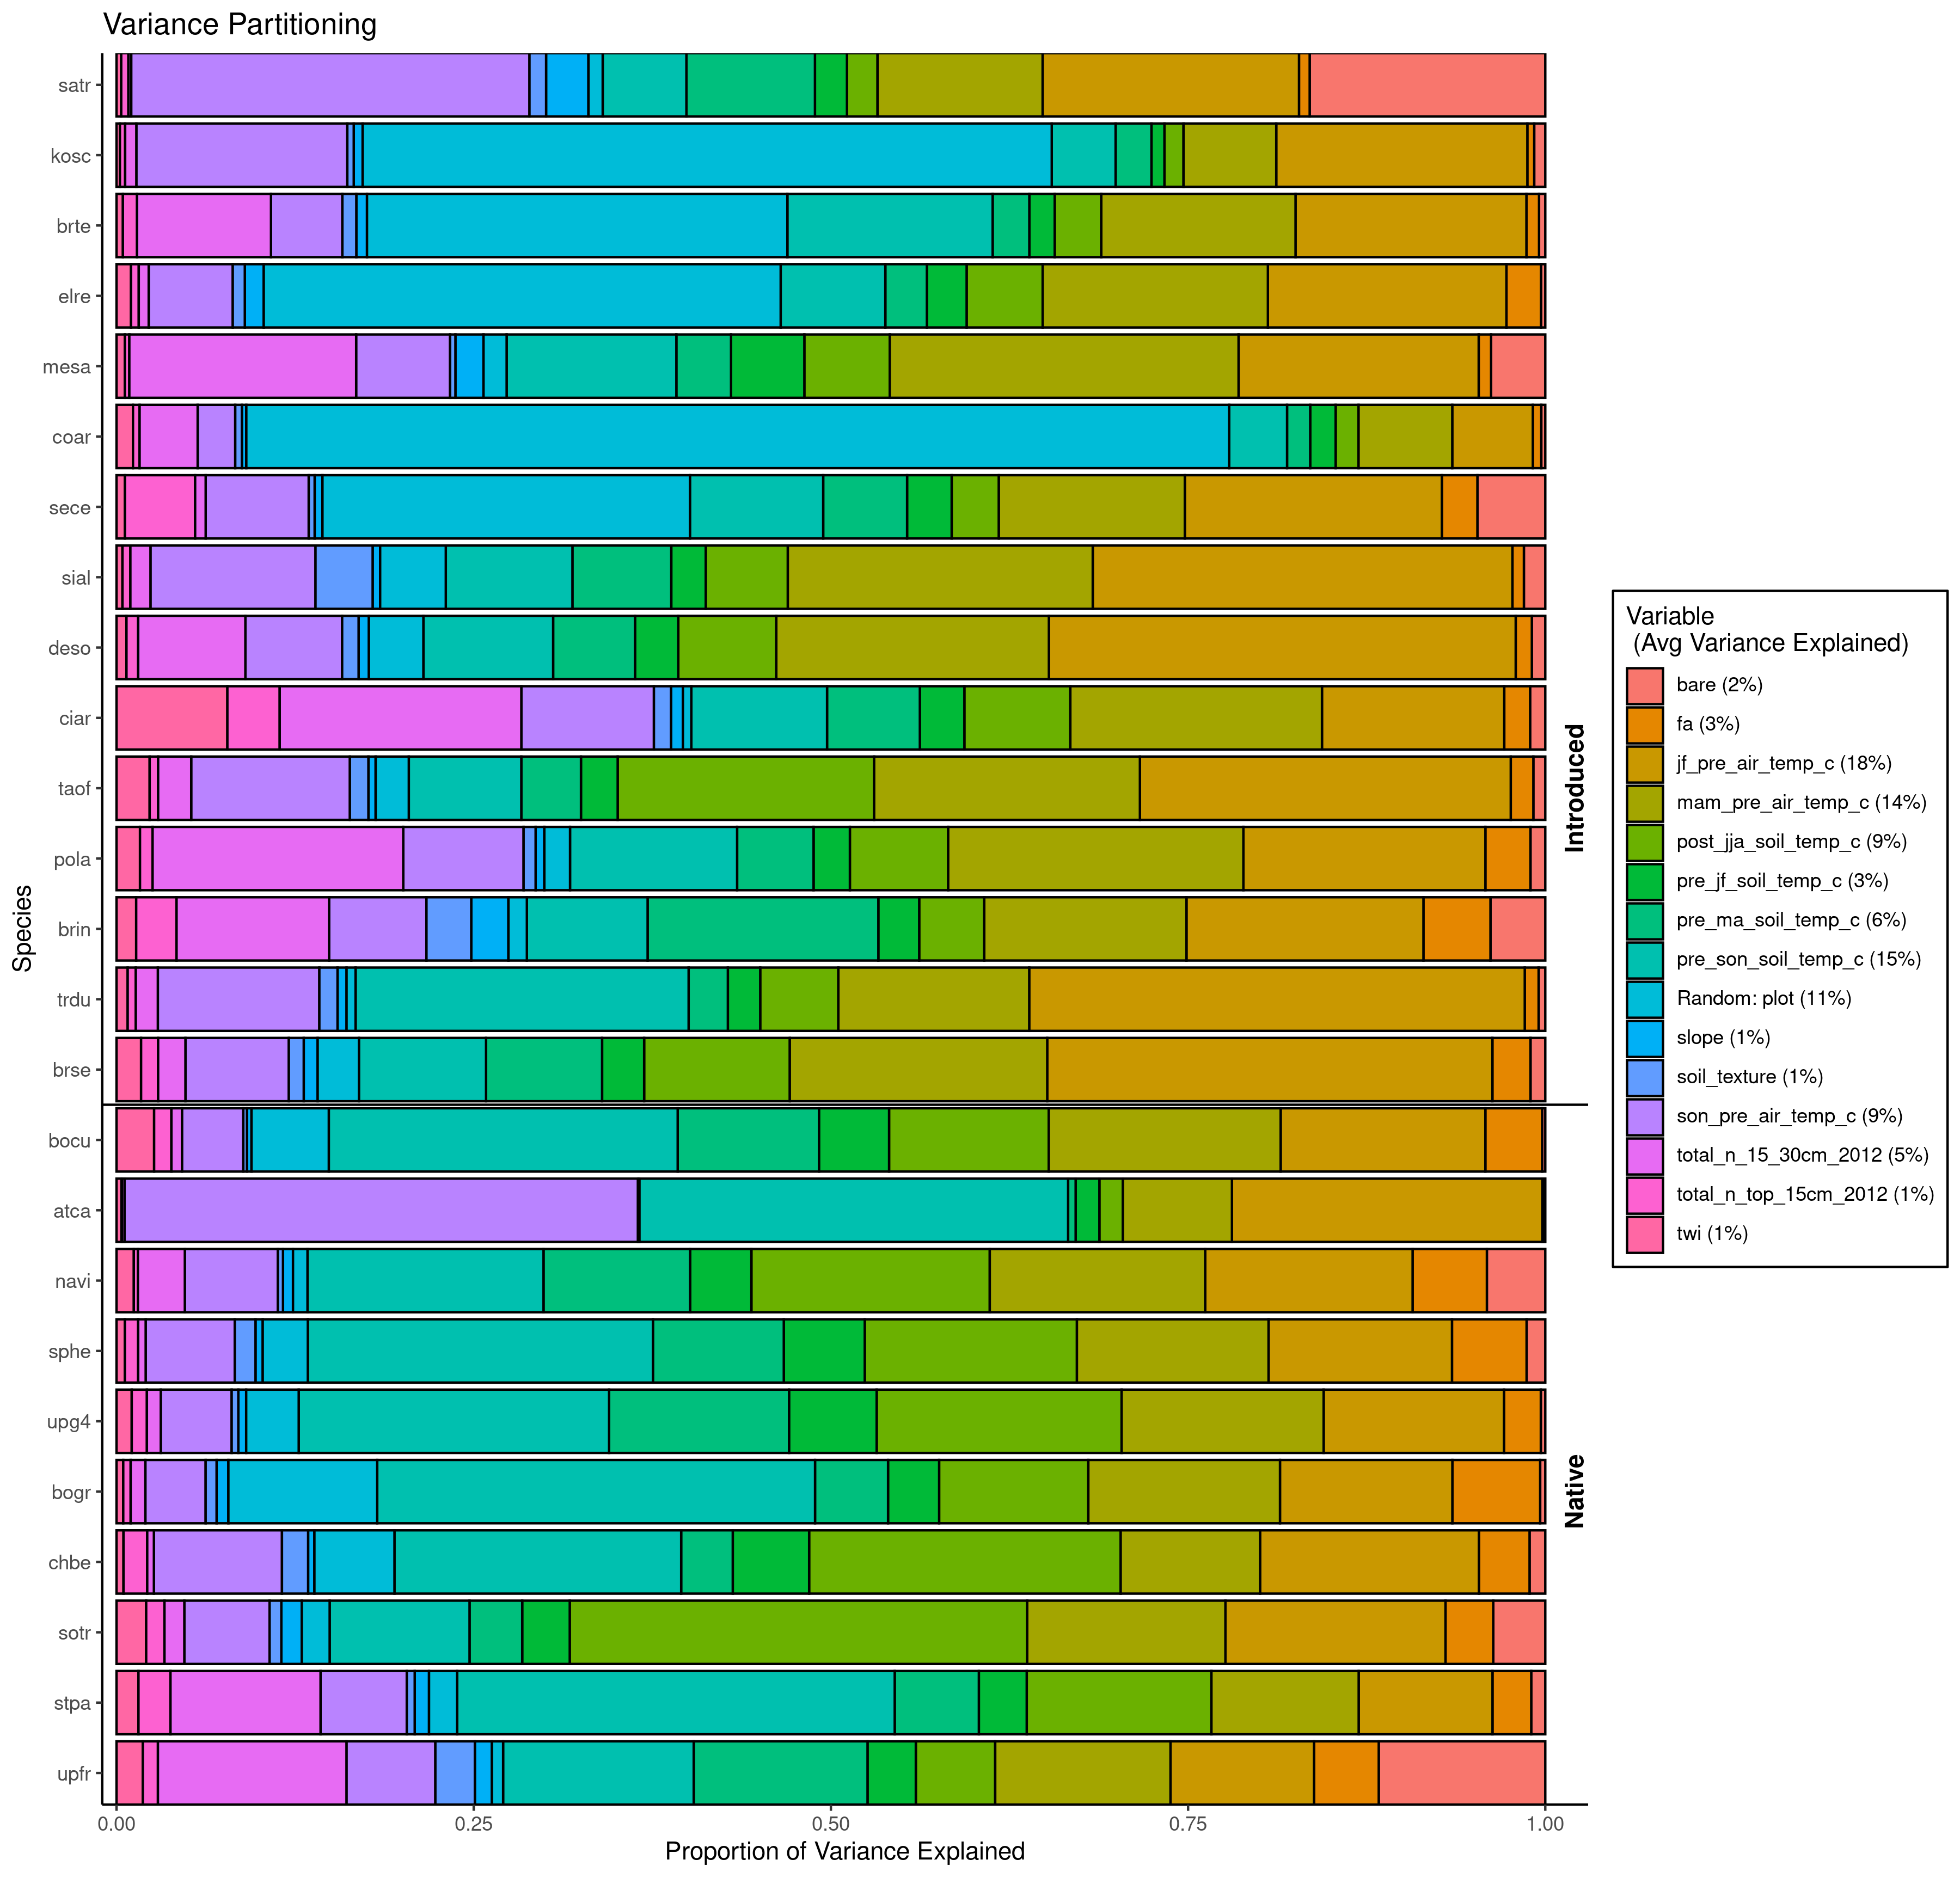 Variance Partitioning
satr
kosc
brte
elre
mesa
coar
sece
sial
deso
ciar
taof
pola
brin
trdu
brse
bocu
atca
navi
sphe
upg4
bogr
chbe
sotr
stpa
upfr
Species
0.00 0.25 0.50 0.75 1.00
Proportion of Variance Explained
Introduced
Native
Variable
(Avg Variance Explained)
bare (2%)
fa (3%)
jf_pre_air_temp_c (18%)
mam_pre_air_temp_c (14%)
post_jja_soil_temp_c (9%)
pre_jf_soil_temp_c (3%)
pre_ma_soil_temp_c (6%)
pre_son_soil_temp_c (15%)
Random: plot (11%)
slope (1%)
soil_texture (1%)
son_pre_air_temp_c (9%)
total_n_15_30cm_2012 (5%)
total_n_top_15cm_2012 (1%)
twi (1%)